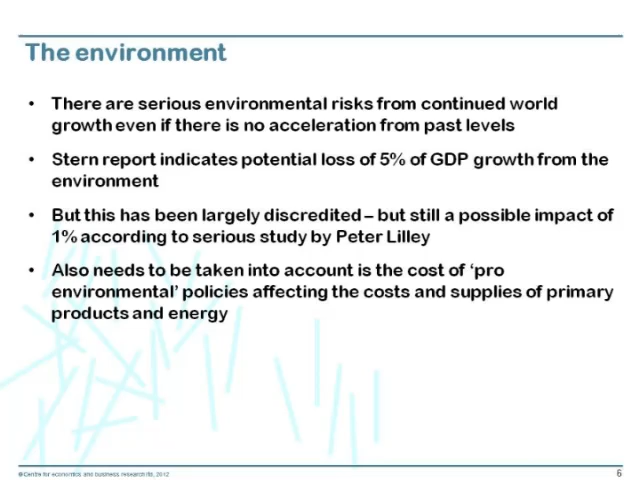 The environment
• There are serious environmental risks from continued world
growth even if there is no acceleration from past levels
• Stern report indicates potential loss of 5% of GDP growth from the
environment
• But this has been largely discredited – but still a possible impact of
1% according to serious study by Peter Lilley
• Also needs to be taken into account is the cost of ‘pro
environmental’ policies affecting the costs and supplies of primary
products and energy
©Centre for economics and business research ltd, 2012
6